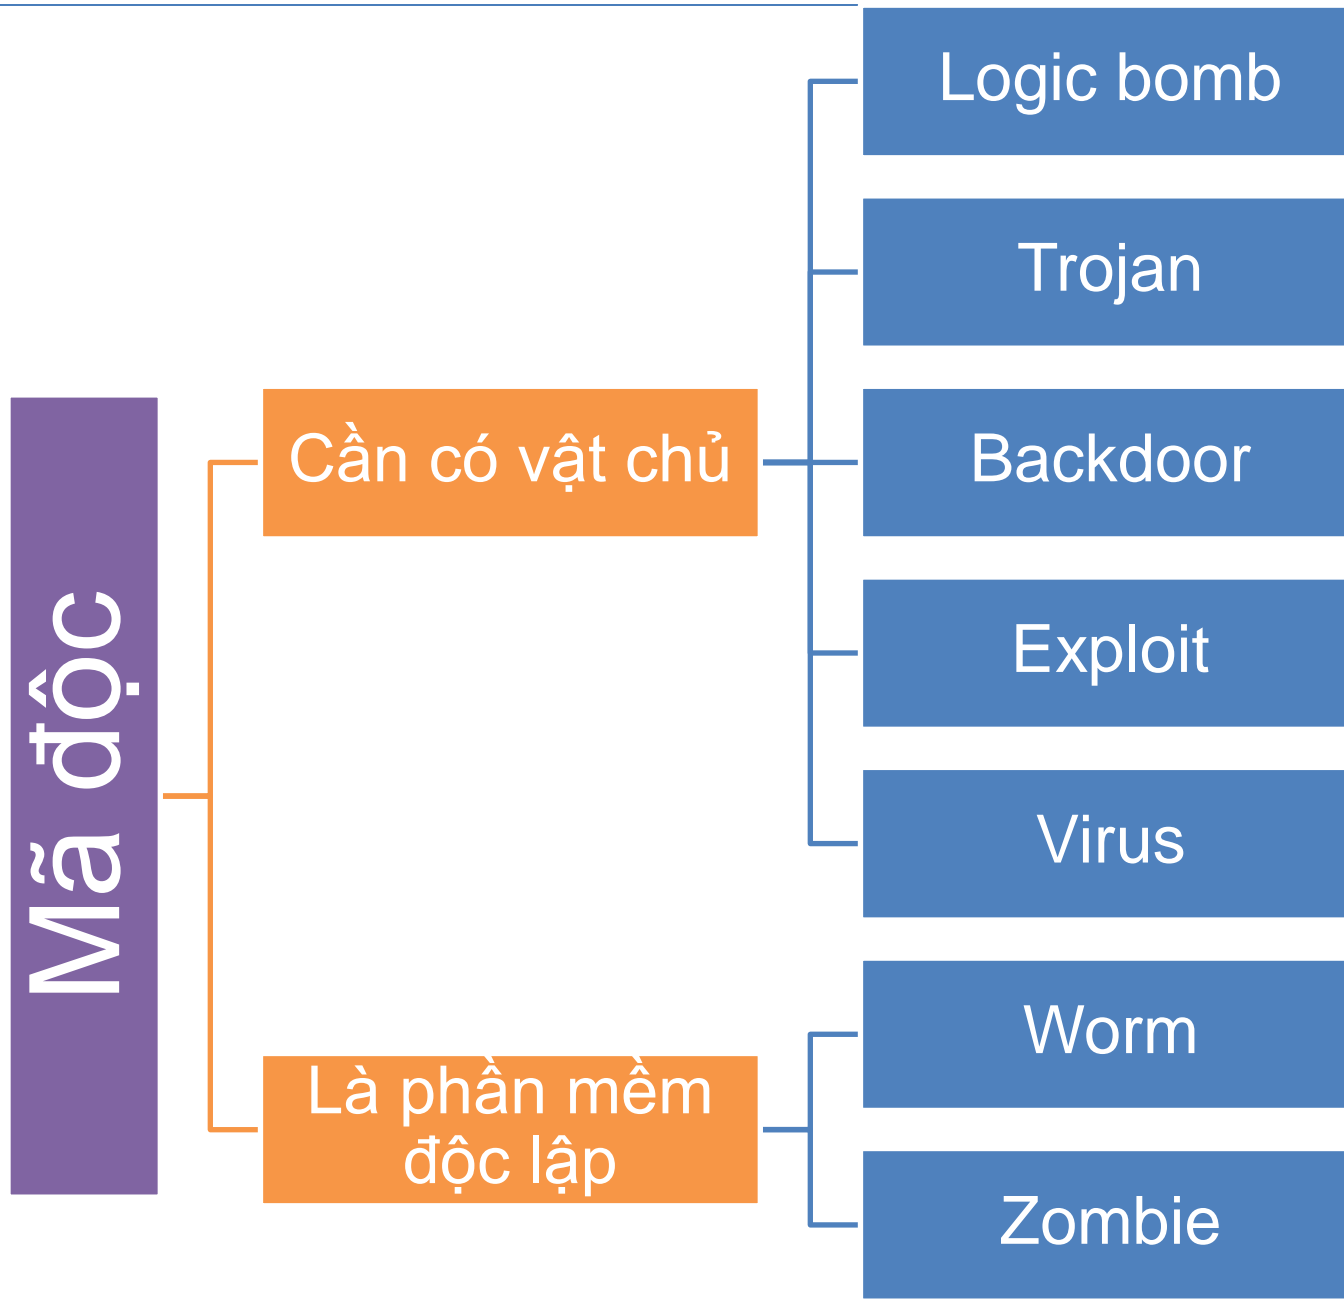 Mã độc
Cần có vật chủ
Logic bomb
Trojan
Backdoor
Exploit
Virus
Là phần mềm
độc lập
Worm
Zombie